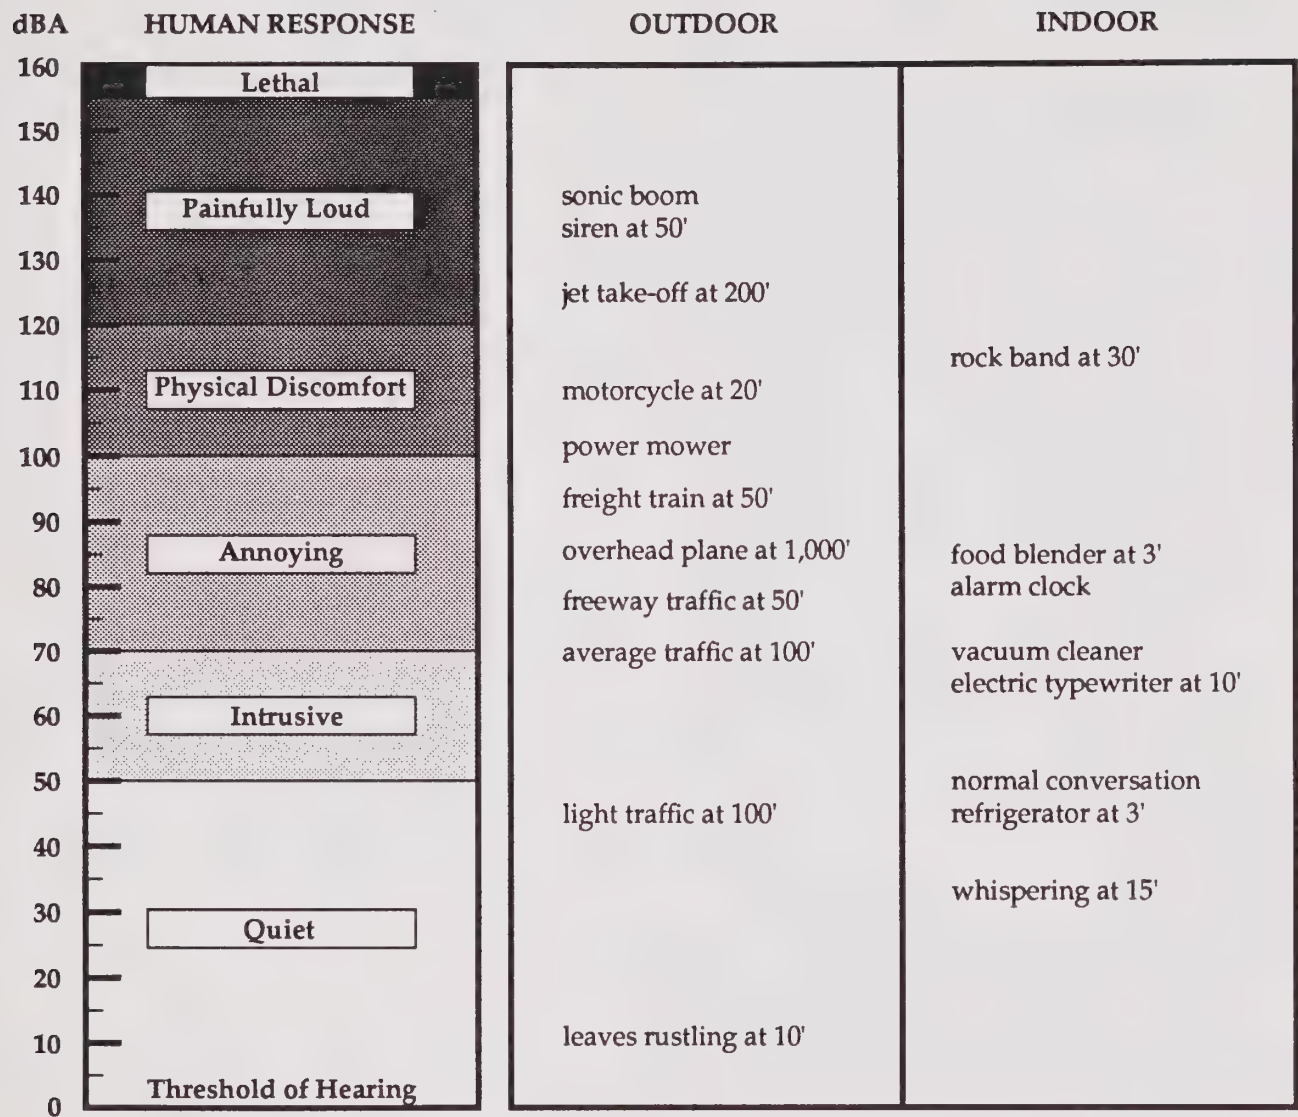 dBA HUMAN RESPONSE OUTDOOR INDOOR
160 Lethal
150
140 Painfully Loud sonic boom
siren at 50'
130
jet take-off at 200'
120
rock band at 30'
110 Physical Discomfort motorcycle at 20'
power mower
100
freight train at 50'
90
Annoying overhead plane at 1,000' food blender at 3'
80 alarm clock
freeway traffic at 50'
70 average traffic at 100' vacuum cleaner
electric typewriter at 10'
60 Intrusive
50 normal conversation
light traffic at 100' refrigerator at 3'
40
whispering at 15'
30
Quiet
20
10 leaves rustling at 10'
Threshold of Hearing
0